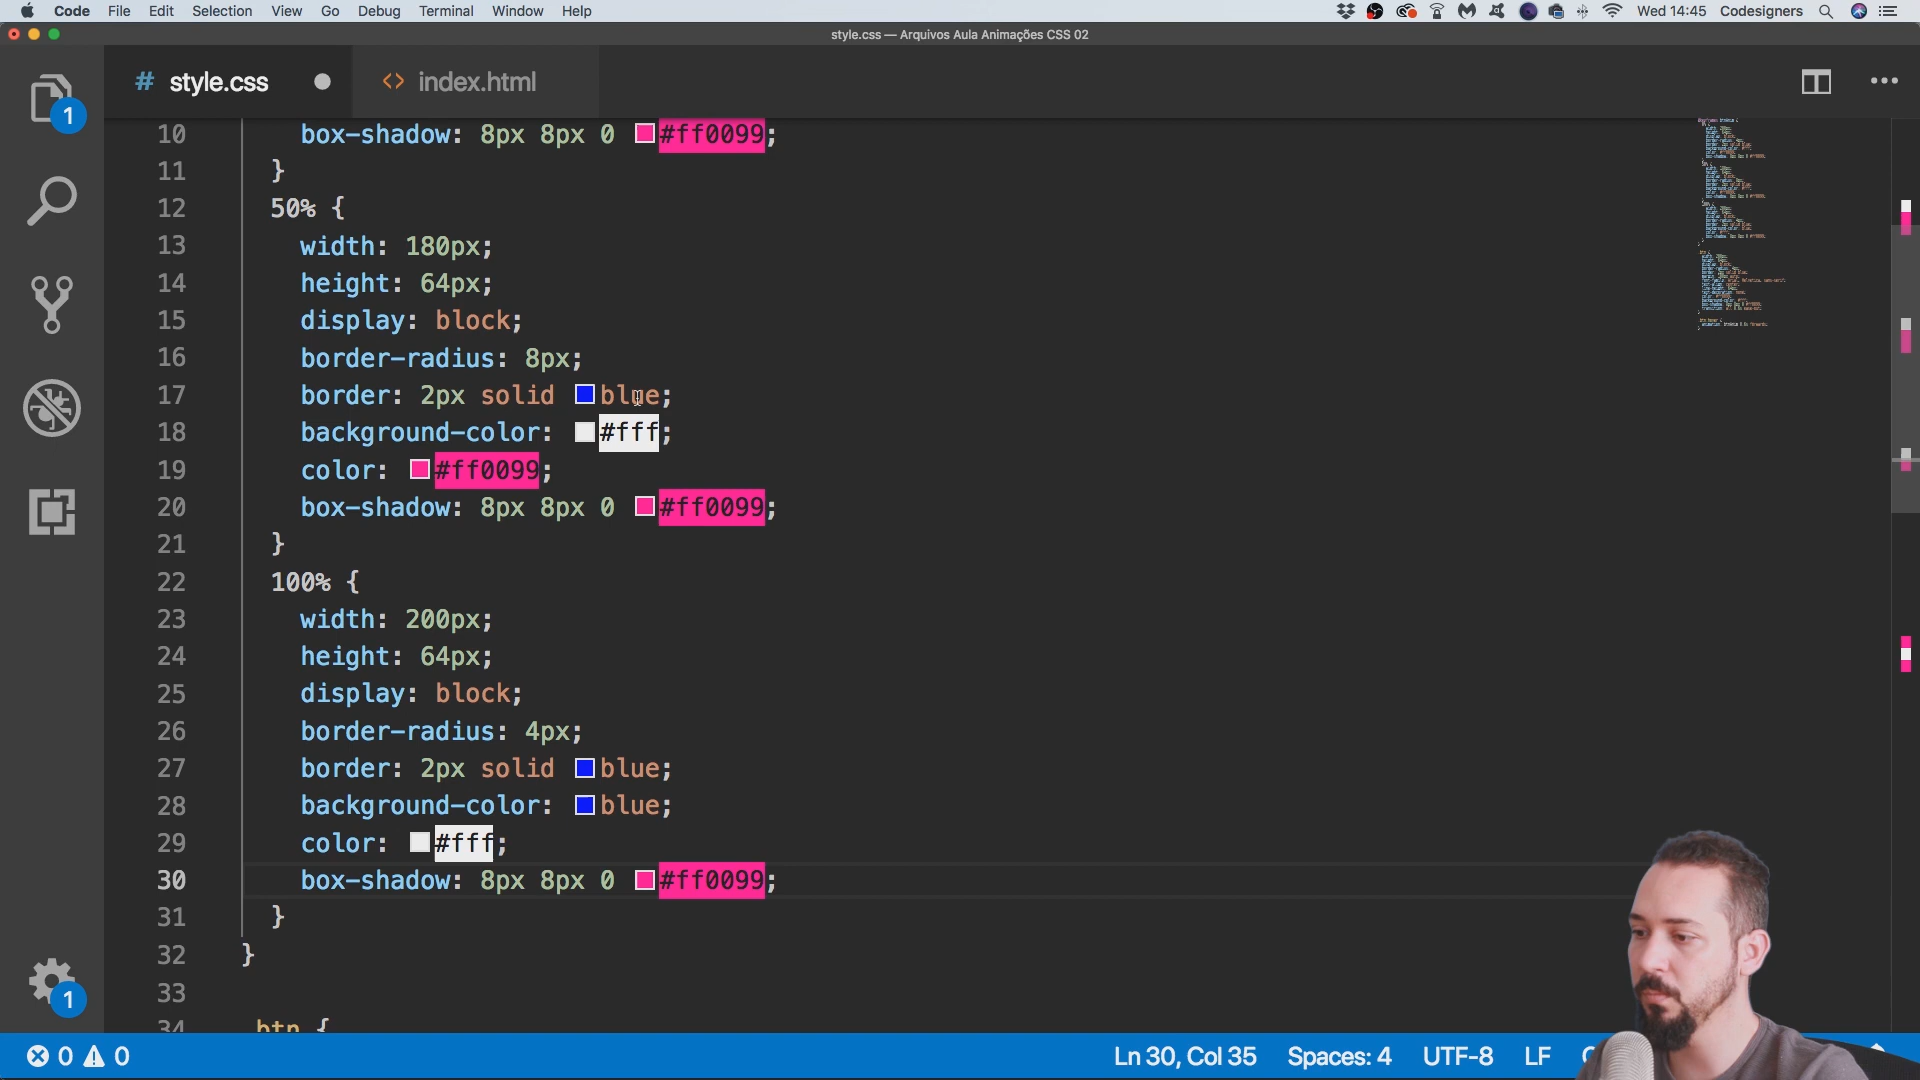 Code File Edit Selection View Go Debug Terminal Window Help Wed 14:45 Codesigners
style.css — Arquivos Aula Animações CSS 02
# style.css index.html
1
10 box-shadow: 8px 8px 0 #ff0099;
11 }
12 50% {
13 width: 180px;
14 height: 64px;
15 display: block;
16 border-radius: 8px;
17 border: 2px solid blue;
18 background-color: #fff;
19 color: #ff0099;
20 box-shadow: 8px 8px 0 #ff0099;
21 }
22 100% {
23 width: 200px;
24 height: 64px;
25 display: block;
26 border-radius: 4px;
27 border: 2px solid blue;
28 background-color: blue;
29 color: #fff;
30 box-shadow: 8px 8px 0 #ff0099;
31 }
32 }
33
34 btn {
1
0 0 Ln 30, Col 35 Spaces: 4 UTF-8 LF